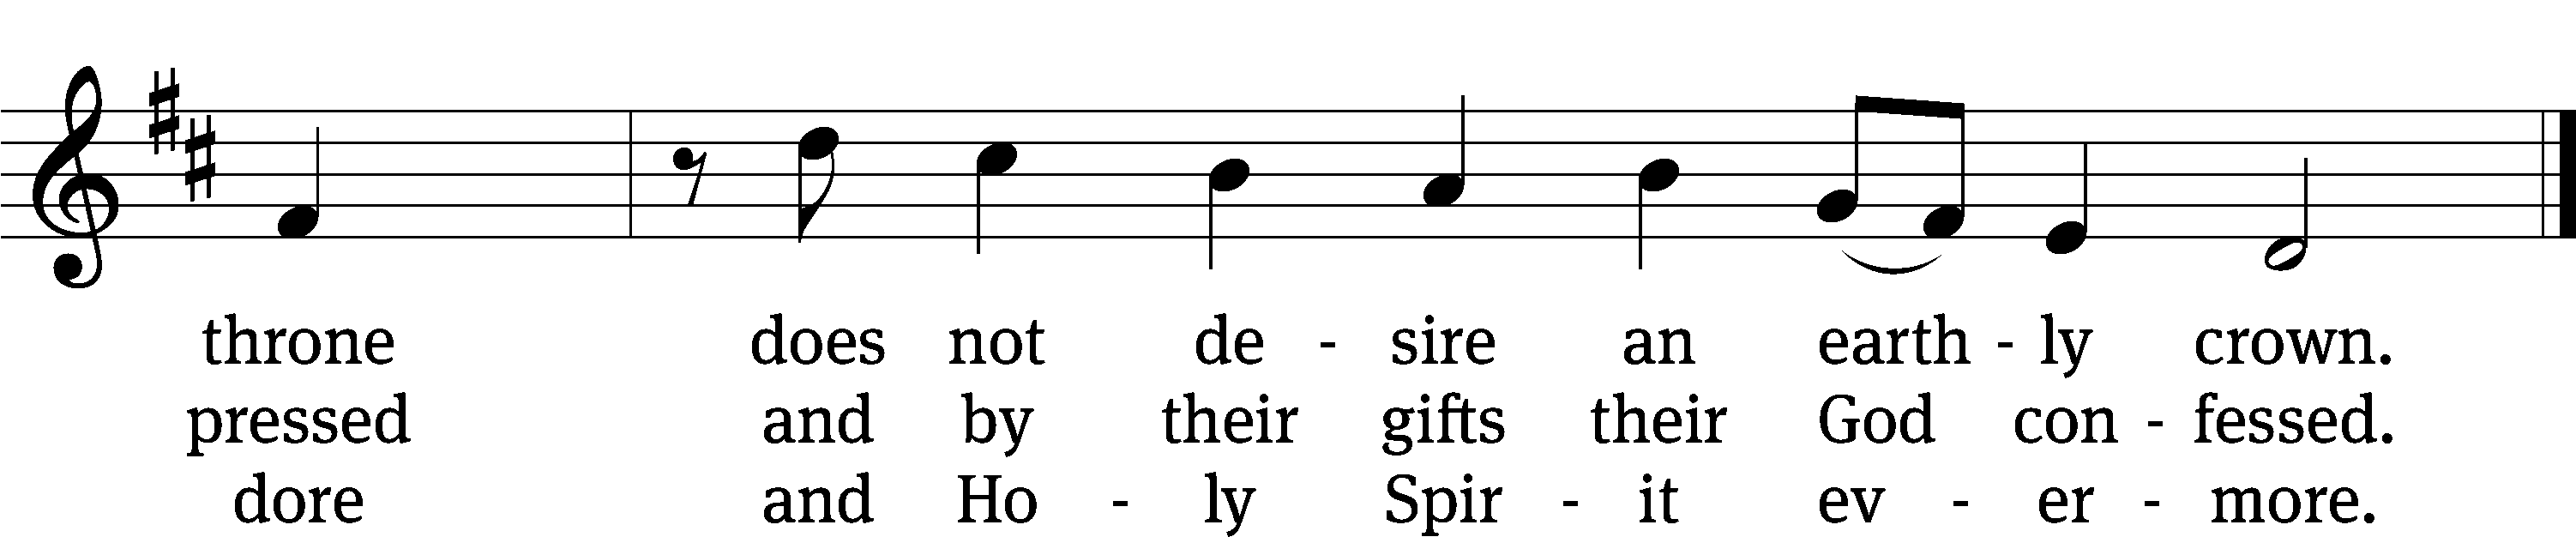 throne does not de - sire an earth - ly crown.
pressed and by their gifts their God con - fessed.
dore and Ho - ly Spir - it ev - er - more.